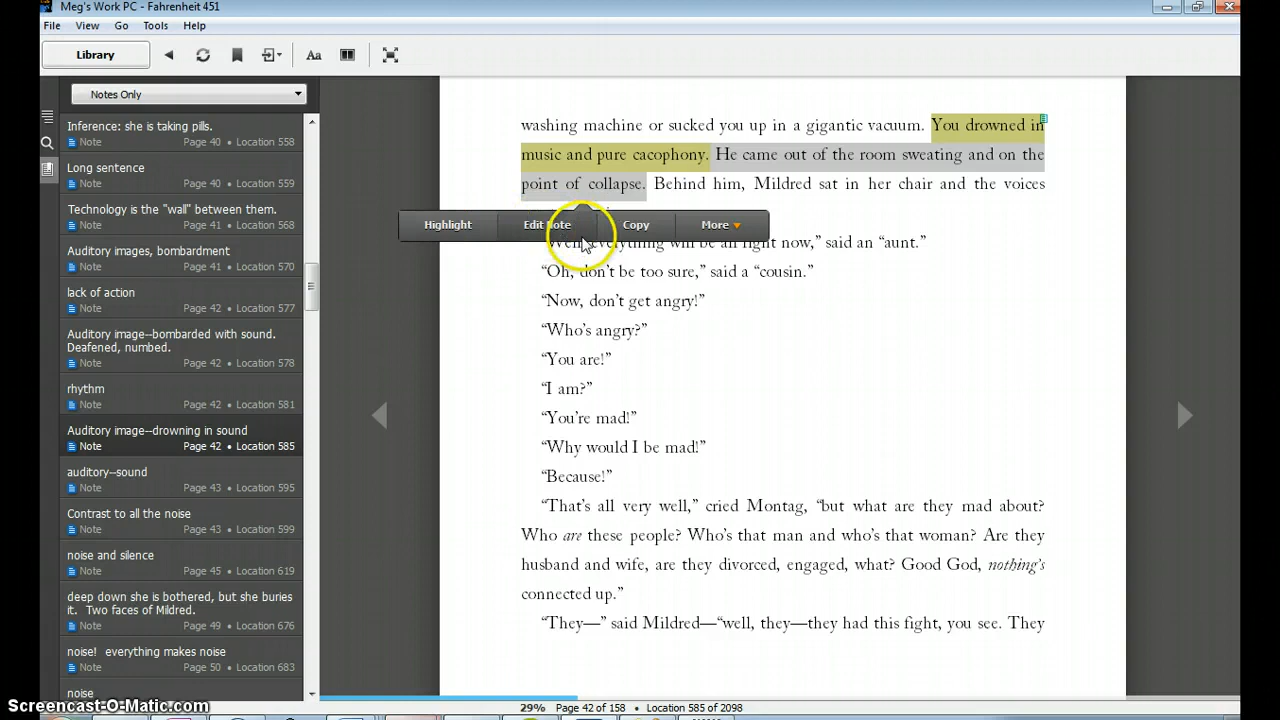 Meg's Work PC - Fahrenheit 451
File View Go Tools Help
Library
Aa
Notes Only
Inference: she is taking pills.
Note Page 40 • Location 558
Long sentence
Note Page 40 • Location 559
Technology is the "wall" between them.
Note Page 41 • Location 568
Auditory images, bombardment
Note Page 41 • Location 570
lack of action
Note Page 42 • Location 577
Auditory image--bombarded with sound.
Deafened, numbed.
Note Page 42 • Location 578
rhythm
Note Page 42 • Location 581
Auditory image--drowning in sound
Note Page 42 • Location 585
auditory--sound
Note Page 43 • Location 595
Contrast to all the noise
Note Page 43 • Location 599
noise and silence
Note Page 45 • Location 619
deep down she is bothered, but she buries
it. Two faces of Mildred.
Note Page 49 • Location 676
noise! everything makes noise
Note Page 50 • Location 683
noise
washing machine or sucked you up in a gigantic vacuum. You drowned in
music and pure cacophony. He came out of the room sweating and on the
point of collapse. Behind him, Mildred sat in her chair and the voices
Highlight Edit Note Copy More
“Well, everything will be all right now,” said an “aunt.”
“Oh, don’t be too sure,” said a “cousin.”
“Now, don’t get angry!”
“Who’s angry?”
“You are!”
“I am?”
“You’re mad!”
“Why would I be mad!”
“Because!”
“That’s all very well,” cried Montag, “but what are they mad about?
Who are these people? Who’s that man and who’s that woman? Are they
husband and wife, are they divorced, engaged, what? Good God, nothing’s
connected up.”
“They—” said Mildred—“well, they—they had this fight, you see. They
29% Page 42 of 158 • Location 585 of 2098
Screencast-O-Matic.com